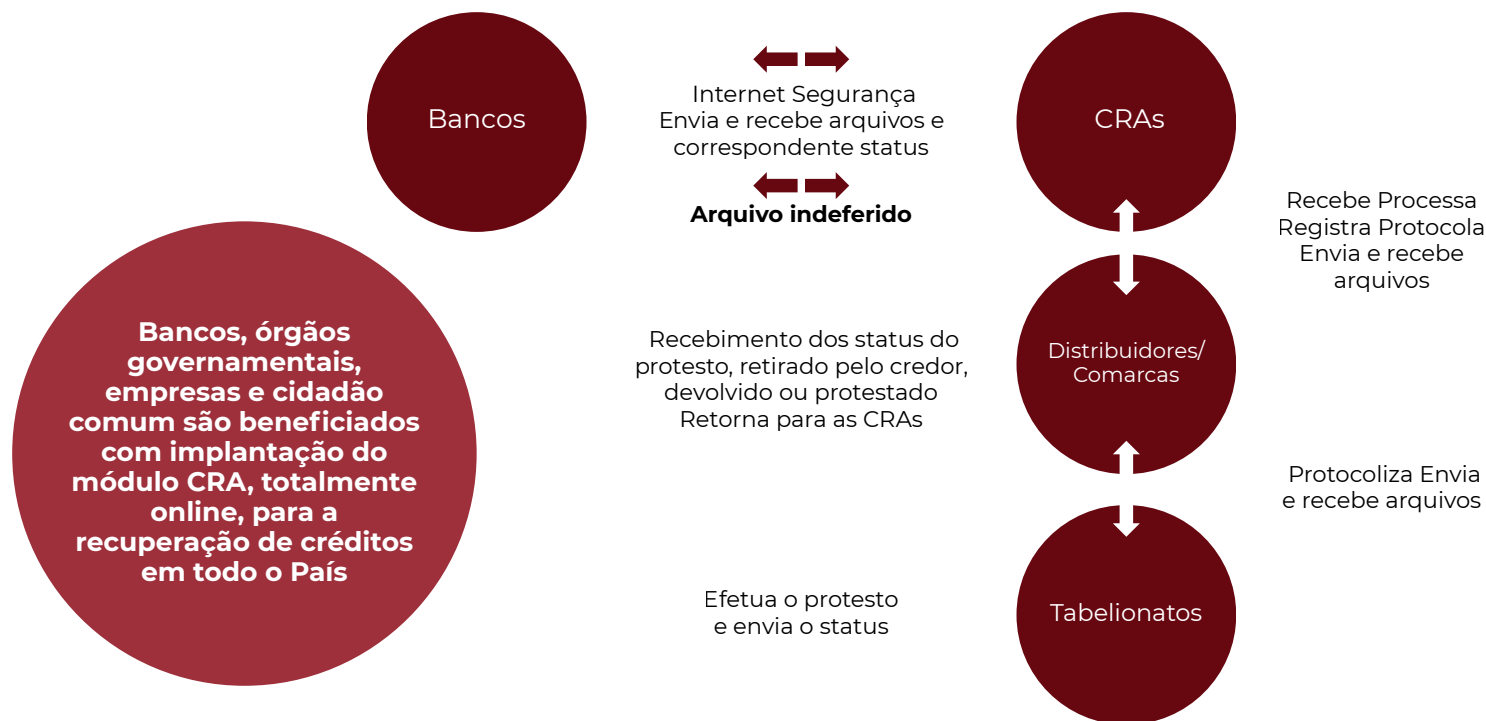 Bancos
Internet Segurança
Envia e recebe arquivos e
correspondente status
Arquivo indeferido
CRAs
Recebe Processa
Registra Protocola
Envia e recebe
arquivos
Bancos, órgãos
governamentais,
empresas e cidadão
comum são beneficiados
com implantação do
módulo CRA, totalmente
online, para a
recuperação de créditos
em todo o País
Recebimento dos status do
protesto, retirado pelo credor,
devolvido ou protestado
Retorna para as CRAs
Distribuidores/
Comarcas
Protocoliza Envia
e recebe arquivos
Efetua o protesto
e envia o status
Tabelionatos